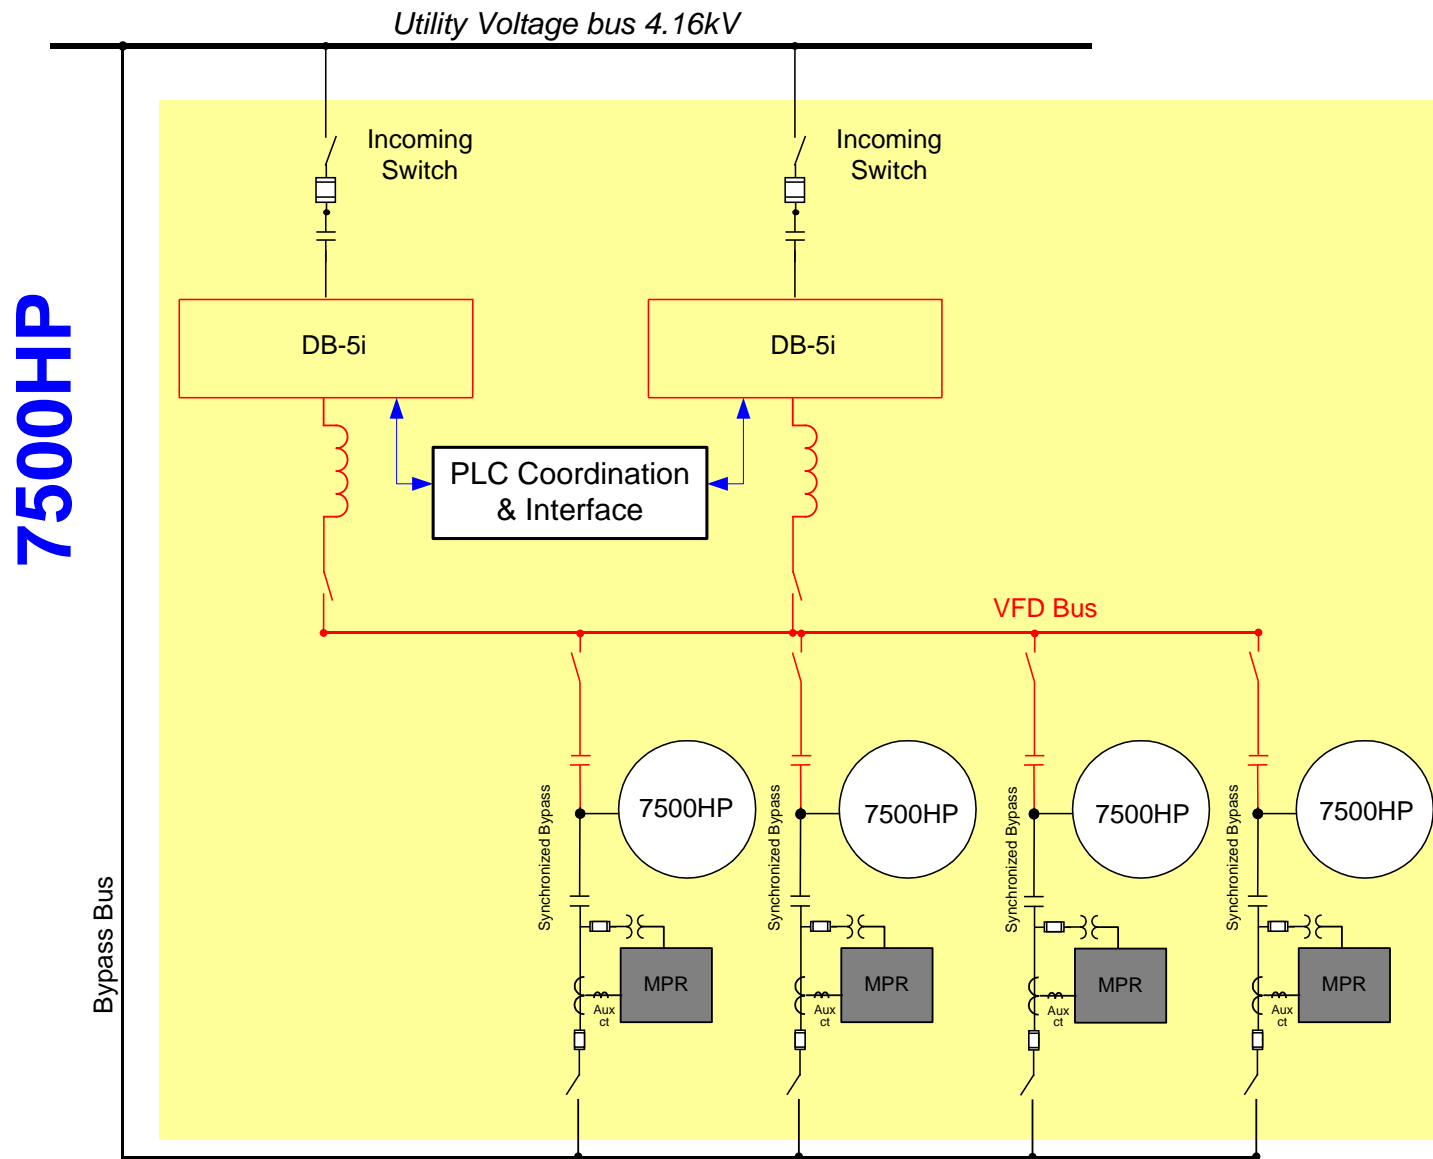 Utility Voltage bus 4.16kV
Incoming
Switch
Incoming
Switch
7500HP
DB-5i
DB-5i
PLC Coordination
& Interface
VFD Bus
Synchronized Bypass
7500HP
Synchronized Bypass
7500HP
Synchronized Bypass
7500HP
Synchronized Bypass
7500HP
Bypass Bus
MPR
Aux
ct
MPR
Aux
ct
MPR
Aux
ct
MPR
Aux
ct